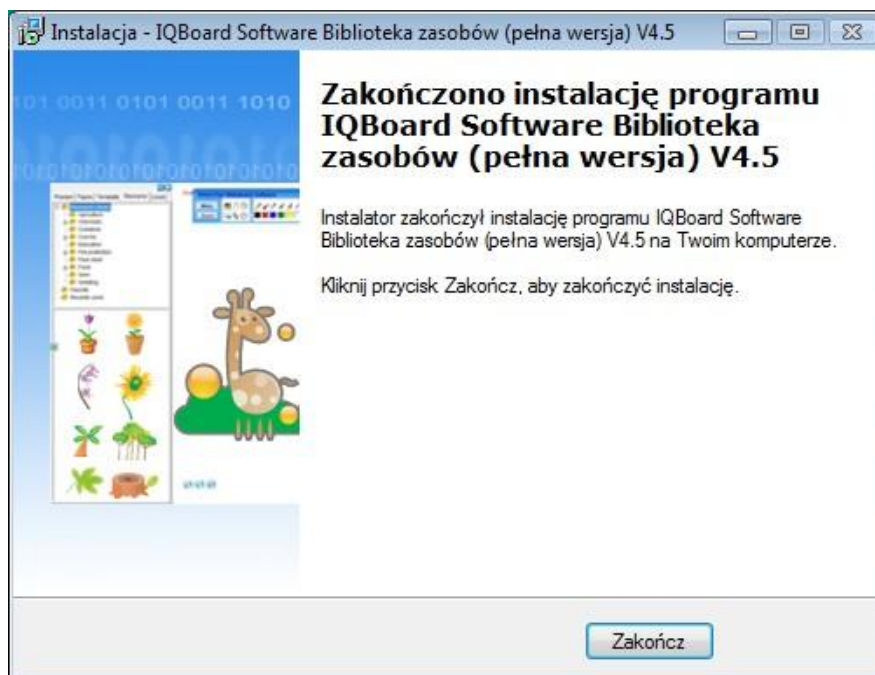 Instalacja - IQBoard Software Biblioteka zasobów (pełna wersja) V4.5
101 0011 0101 0011 1010
Zakończono instalację programu
IQBoard Software Biblioteka
zasobów (pełna wersja) V4.5
Instalator zakończył instalację programu IQBoard Software
Biblioteka zasobów (pełna wersja) V4.5 na Twoim komputerze.
Kliknij przycisk Zakończ, aby zakończyć instalację.
Zakończ